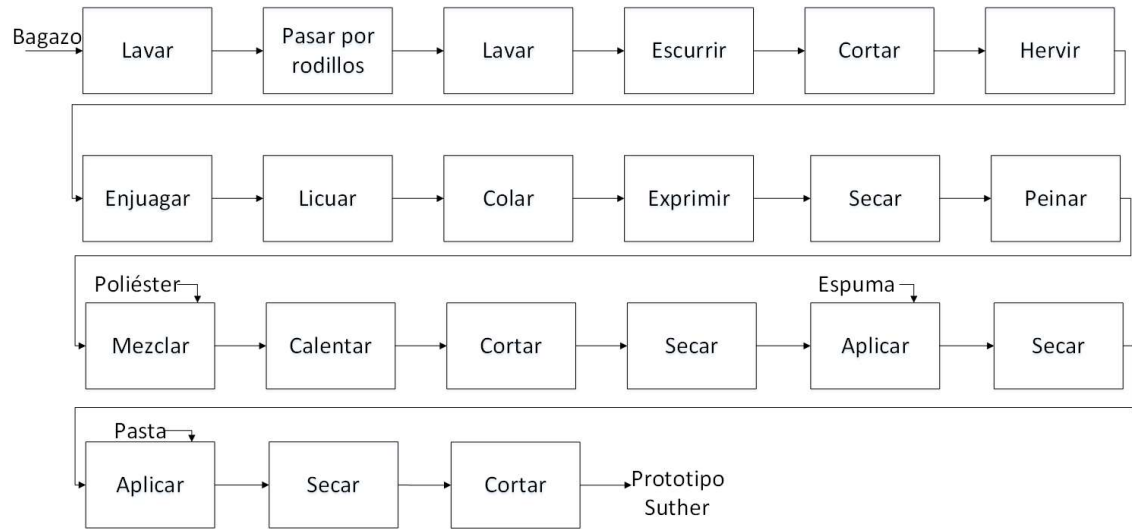 Bagazo
Lavar
Pasar por
rodillos
Lavar
Escurrir
Cortar
Hervir
Enjuagar
Licuar
Colar
Exprimir
Secar
Peinar
Poliéster
Mezclar
Calentar
Cortar
Secar
Espuma
Aplicar
Secar
Pasta
Aplicar
Secar
Cortar
Prototipo
Suther